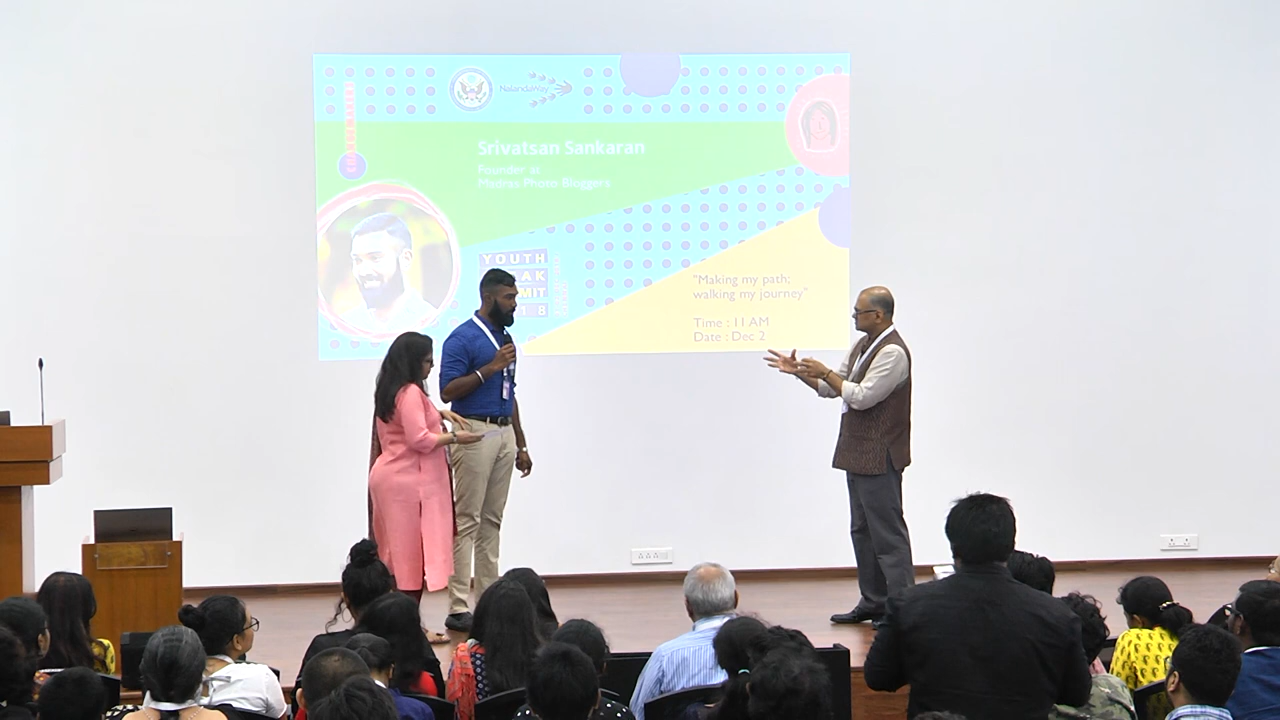 NalandaWay
Srivatsan Sankaran
Founder at
Madras Photo Bloggers
YOUTH
"Making my path;
walking my journey"
Time : 11 AM
Date : Dec 2